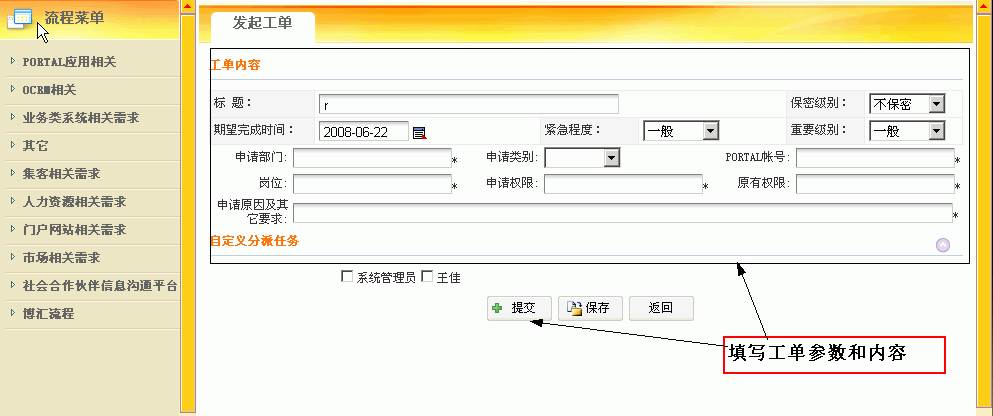 流程菜单
PORTAL应用相关
OCRM相关
业务类系统相关需求
其它
集客相关需求
人力资源相关需求
门户网站相关需求
市场相关需求
社会合作伙伴信息沟通平台
博汇流程
发起工单
工单内容
标 题： r 保密级别： 不保密
期望完成时间： 2008-06-22 紧急程度： 一般 重要级别： 一般
申请部门: * 申请类别: PORTAL帐号: *
岗位: * 申请权限: * 原有权限: *
申请原因及其
它要求: *
自定义分派任务
系统管理员 王佳
提交 保存 返回
填写工单参数和内容